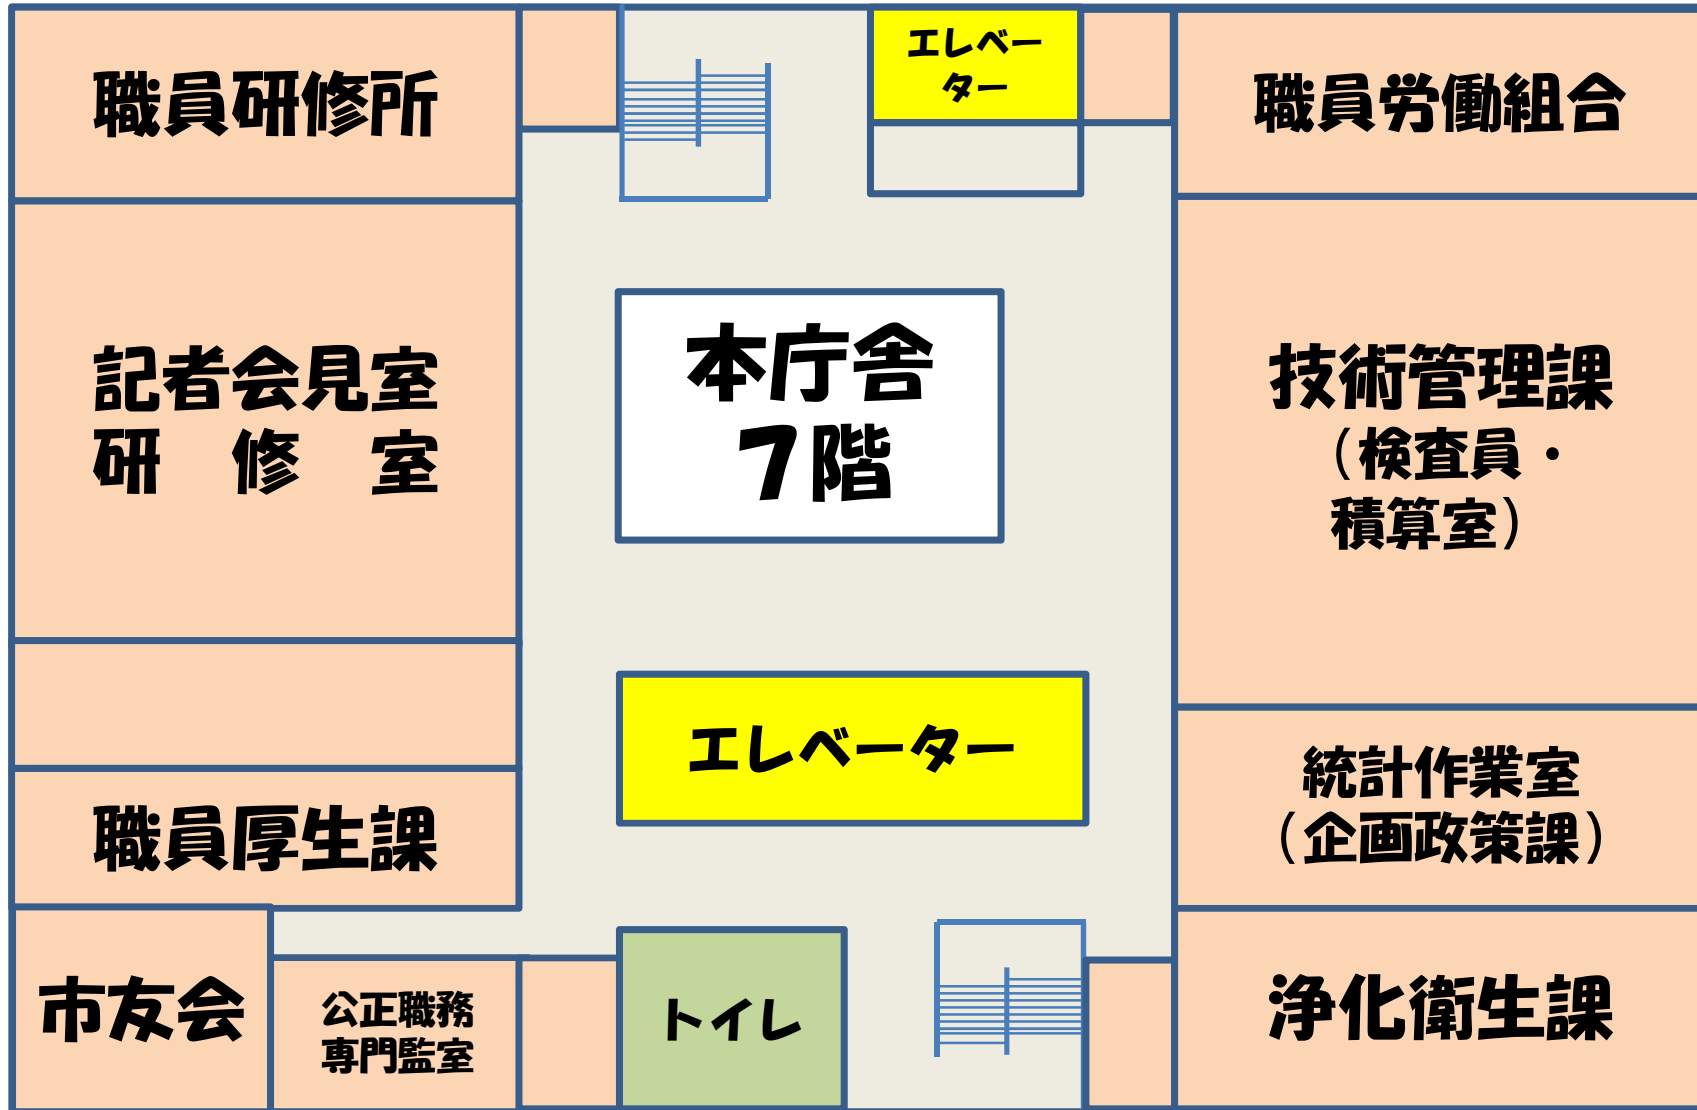 職員研修所
エレベー
ター
職員労働組合
記者会見室
研　修　室
本庁舎
7階
技術管理課
（検査員・
積算室）
エレベーター
職員厚生課
統計作業室
（企画政策課）
市友会
公正職務
専門監室
トイレ
浄化衛生課